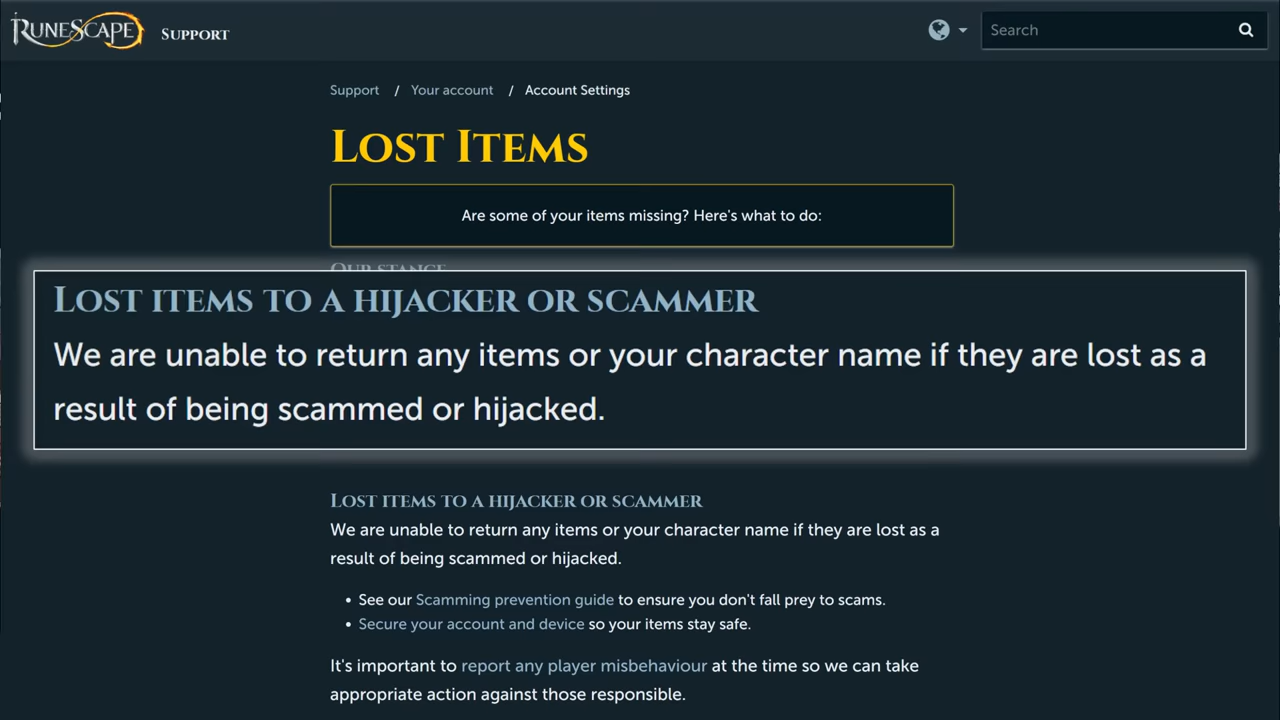 RUNESCAPE SUPPORT
Search
Support / Your account / Account Settings
LOST ITEMS
Are some of your items missing? Here's what to do:
OUR STANCE
LOST ITEMS TO A HIJACKER OR SCAMMER
We are unable to return any items or your character name if they are lost as a
result of being scammed or hijacked.
LOST ITEMS TO A HIJACKER OR SCAMMER
We are unable to return any items or your character name if they are lost as a
result of being scammed or hijacked.
• See our Scamming prevention guide to ensure you don't fall prey to scams.
• Secure your account and device so your items stay safe.
It's important to report any player misbehaviour at the time so we can take
appropriate action against those responsible.